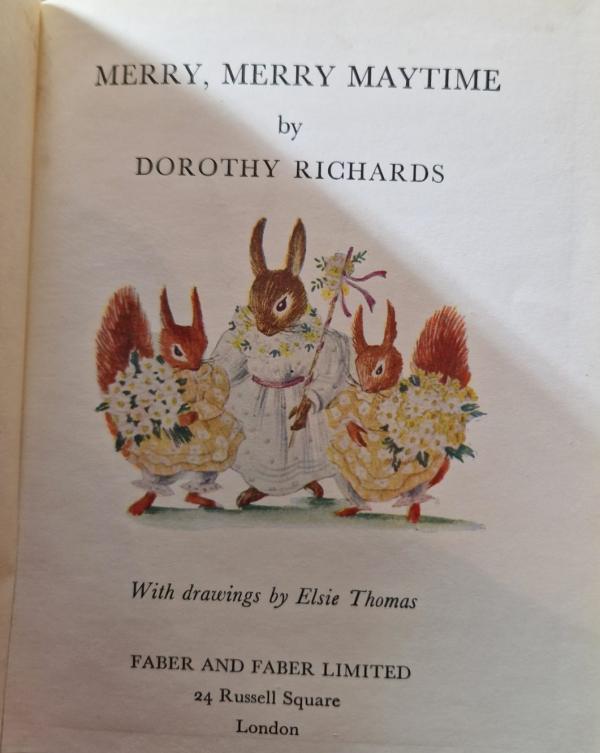 MERRY, MERRY MAYTIME
by
DOROTHY RICHARDS
With drawings by Elsie Thomas
FABER AND FABER LIMITED
24 Russell Square
London